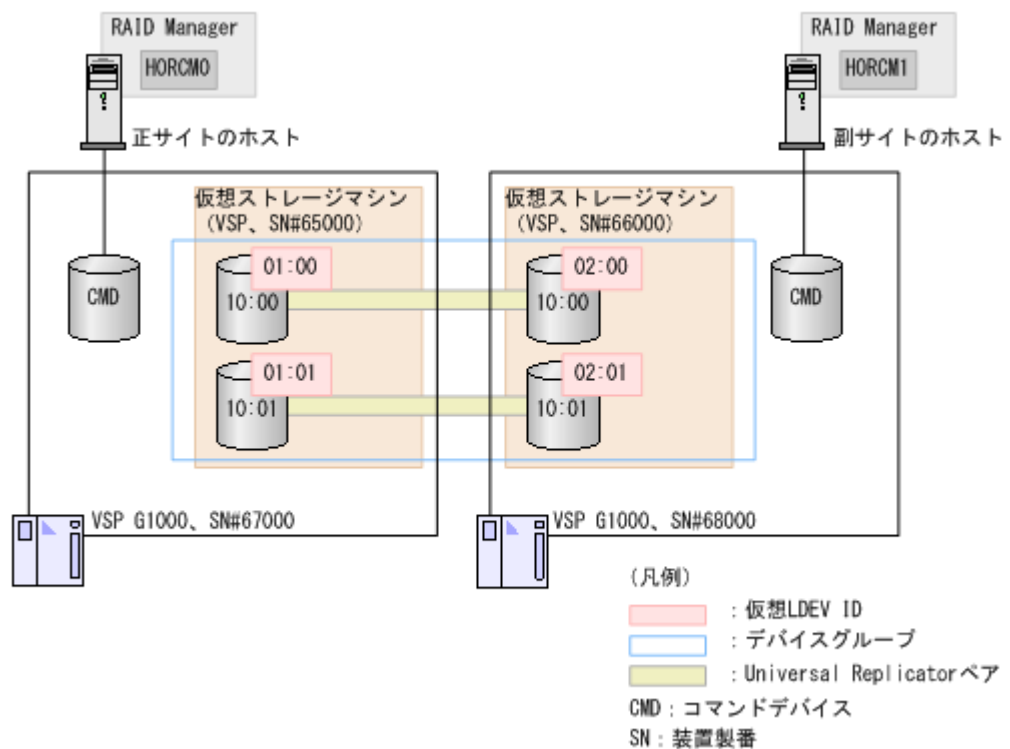 RAID Manager
HORCM0
正サイトのホスト
RAID Manager
HORCM1
副サイトのホスト
仮想ストレージマシン
（VSP、SN#65000）
仮想ストレージマシン
（VSP、SN#66000）
CMD
01:00
10:00
02:00
10:00
CMD
01:01
10:01
02:01
10:01
VSP G1000、SN#67000
VSP G1000、SN#68000
（凡例）
：仮想LDEV ID
：デバイスグループ
：Universal Replicatorペア
CMD：コマンドデバイス
SN：装置製番